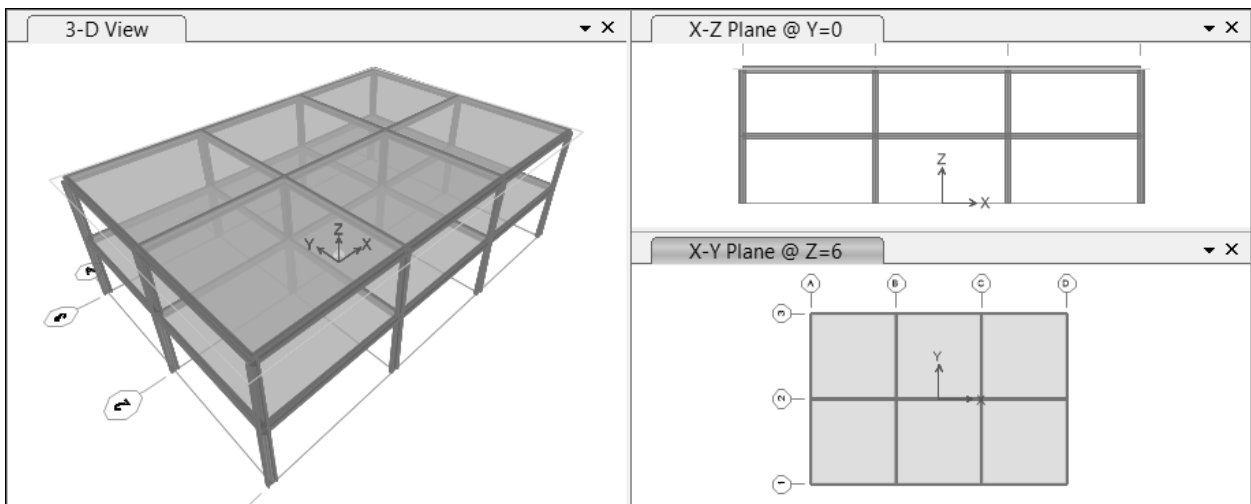 3-D View
X-Z Plane @ Y=0
Z
X
Z
Y
X
X-Y Plane @ Z=6
A B C D
3
Y
2
X
1